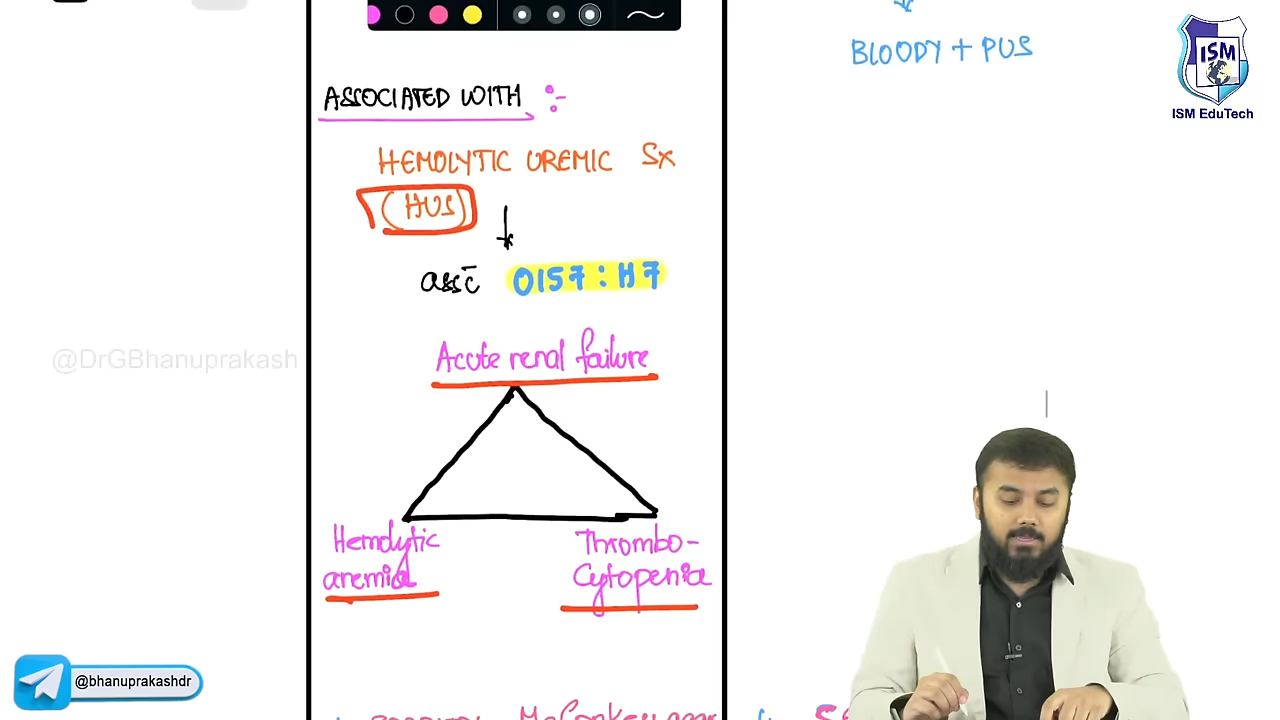 BLOODY + PUS
ISM
ISM EduTech
ASSOCIATED WITH :-
HEMOLYTIC UREMIC Sx
(HUS)
assc̄ O157 : H7
@DrGBhanuprakash
Acute renal failure
Hemolytic
anemia
Thrombo-
Cytopenia
@bhanuprakashdr